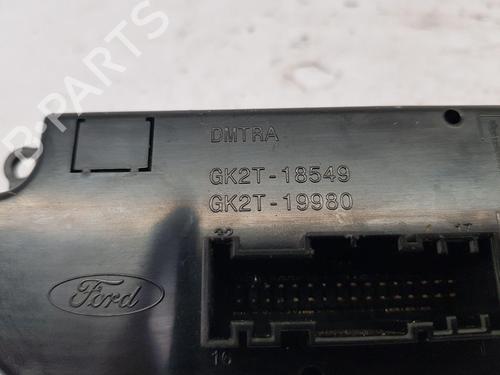 DMTRA
GK2T-18549
GK2T-19980
32
17
Ford
16
B-PARTS